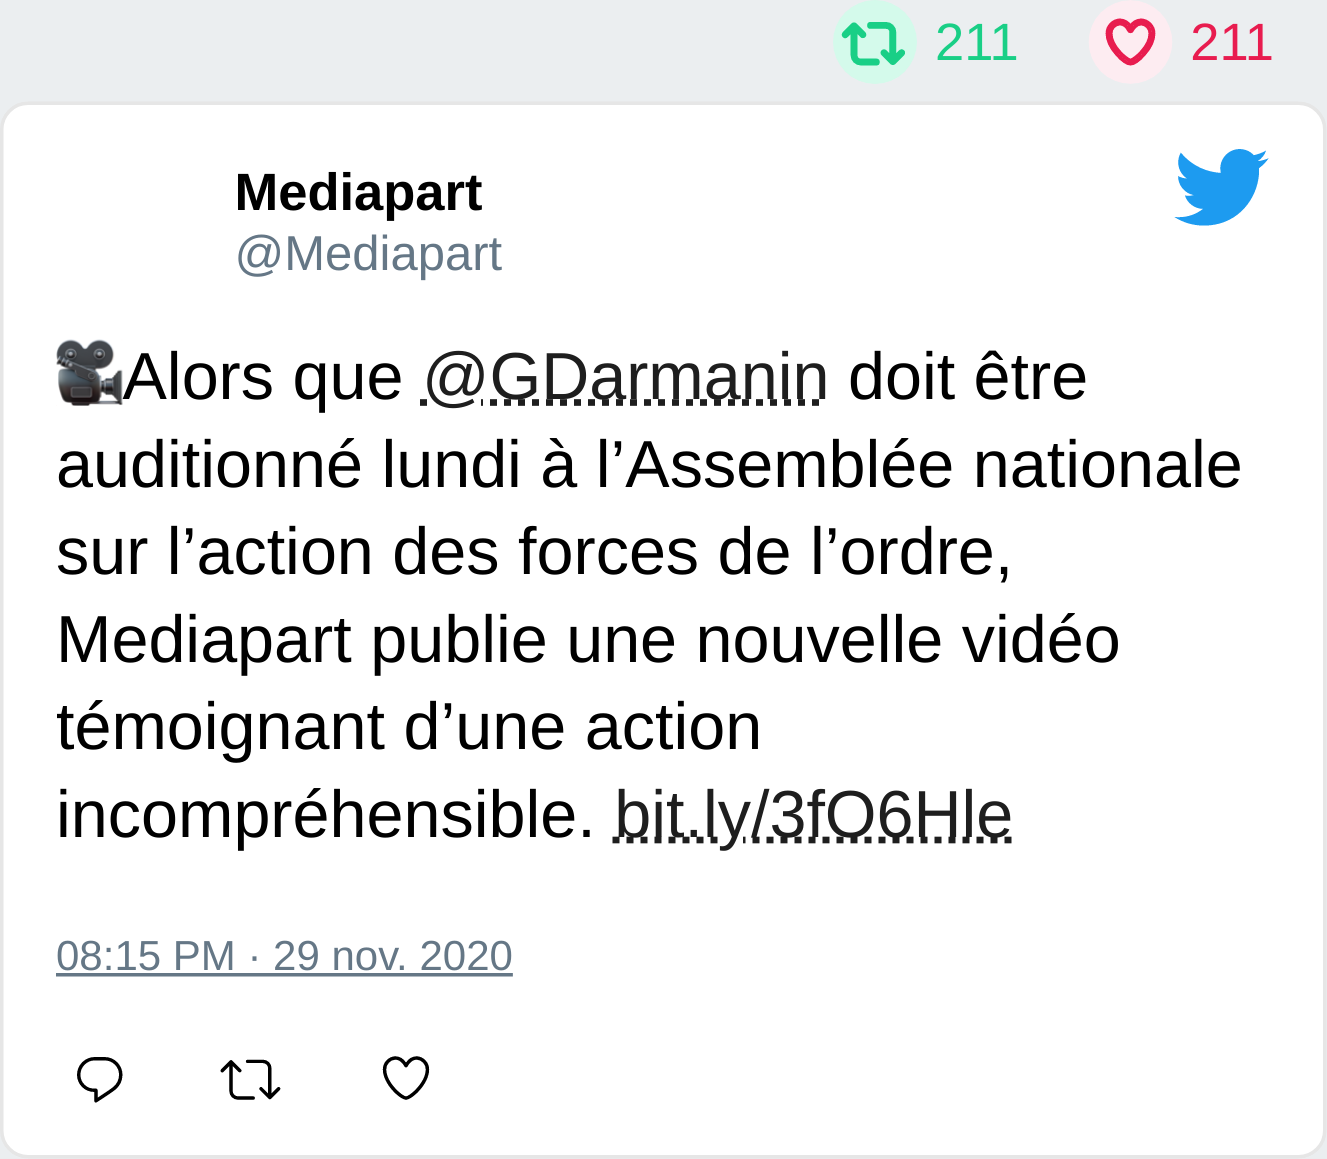 211 211
Mediapart
@Mediapart
🎥Alors que @GDarmanin doit être
auditionné lundi à l’Assemblée nationale
sur l’action des forces de l’ordre,
Mediapart publie une nouvelle vidéo
témoignant d’une action
incompréhensible. bit.ly/3fO6Hle
08:15 PM · 29 nov. 2020